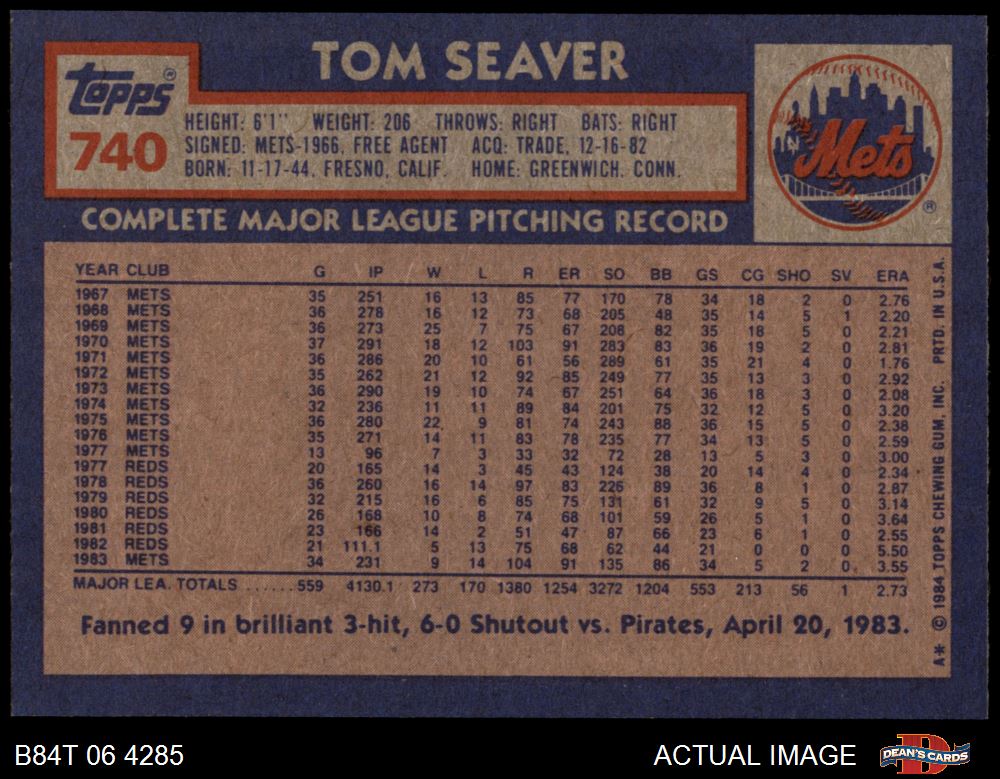 TOM SEAVER
Topps®
740
HEIGHT: 6'1" WEIGHT: 206 THROWS: RIGHT BATS: RIGHT
SIGNED: METS-1966, FREE AGENT ACQ: TRADE, 12-16-82
BORN: 11-17-44, FRESNO, CALIF. HOME: GREENWICH, CONN.
Mets
NY
®
COMPLETE MAJOR LEAGUE PITCHING RECORD
YEAR CLUB G IP W L R ER SO BB GS CG SHO SV ERA
1967 METS 35 251 16 13 85 77 170 78 34 18 2 0 2.76
1968 METS 36 278 16 12 73 68 205 48 35 14 5 1 2.20
1969 METS 36 273 25 7 75 67 208 82 35 18 5 0 2.21
1970 METS 37 291 18 12 103 91 283 83 36 19 2 0 2.81
1971 METS 36 286 20 10 61 56 289 61 35 21 4 0 1.76
1972 METS 35 262 21 12 92 85 249 77 35 13 3 0 2.92
1973 METS 36 290 19 10 74 67 251 64 36 18 3 0 2.08
1974 METS 32 236 11 11 89 84 201 75 32 12 5 0 3.20
1975 METS 36 280 22 9 81 74 243 88 36 15 5 0 2.38
1976 METS 35 271 14 11 83 78 235 77 34 13 5 0 2.59
1977 METS 13 96 7 3 33 32 72 28 13 5 3 0 3.00
1977 REDS 20 165 14 3 45 43 124 38 20 14 4 0 2.34
1978 REDS 36 260 16 14 97 83 226 89 36 8 1 0 2.87
1979 REDS 32 215 16 6 85 75 131 61 32 9 5 0 3.14
1980 REDS 26 168 10 8 74 68 101 59 26 5 1 0 3.64
1981 REDS 23 166 14 2 51 47 87 66 23 6 1 0 2.55
1982 REDS 21 111.1 5 13 75 68 62 44 21 0 0 0 5.50
1983 METS 34 231 9 14 104 91 135 86 34 5 2 0 3.55
MAJOR LEA. TOTALS ......559 4130.1 273 170 1380 1254 3272 1204 553 213 56 1 2.73
Fanned 9 in brilliant 3-hit, 6-0 Shutout vs. Pirates, April 20, 1983.
A* © 1984 TOPPS CHEWING GUM, INC. PRTD. IN U.S.A.
B84T 06 4285
ACTUAL IMAGE
D
DEAN'S CARDS